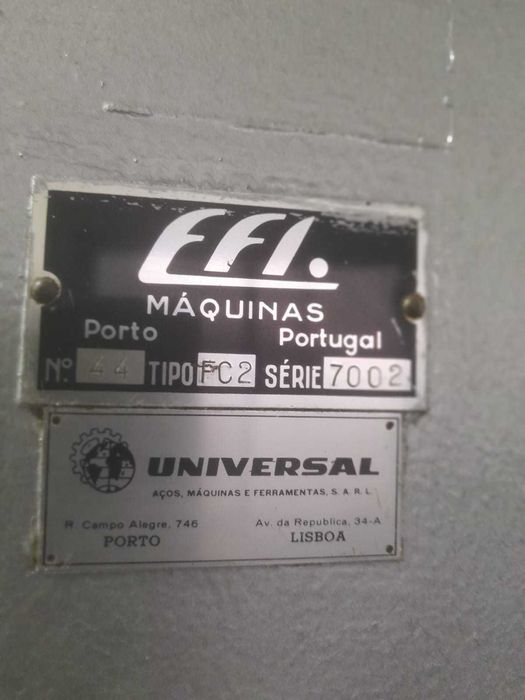 EFI.
MÁQUINAS
Porto Portugal
Nº 44 TIPO FC2 SÉRIE 7002
UNIVERSAL
AÇOS, MÁQUINAS E FERRAMENTAS, S. A. R. L.
R. Campo Alegre, 746 Av. da Republica, 34-A
PORTO LISBOA